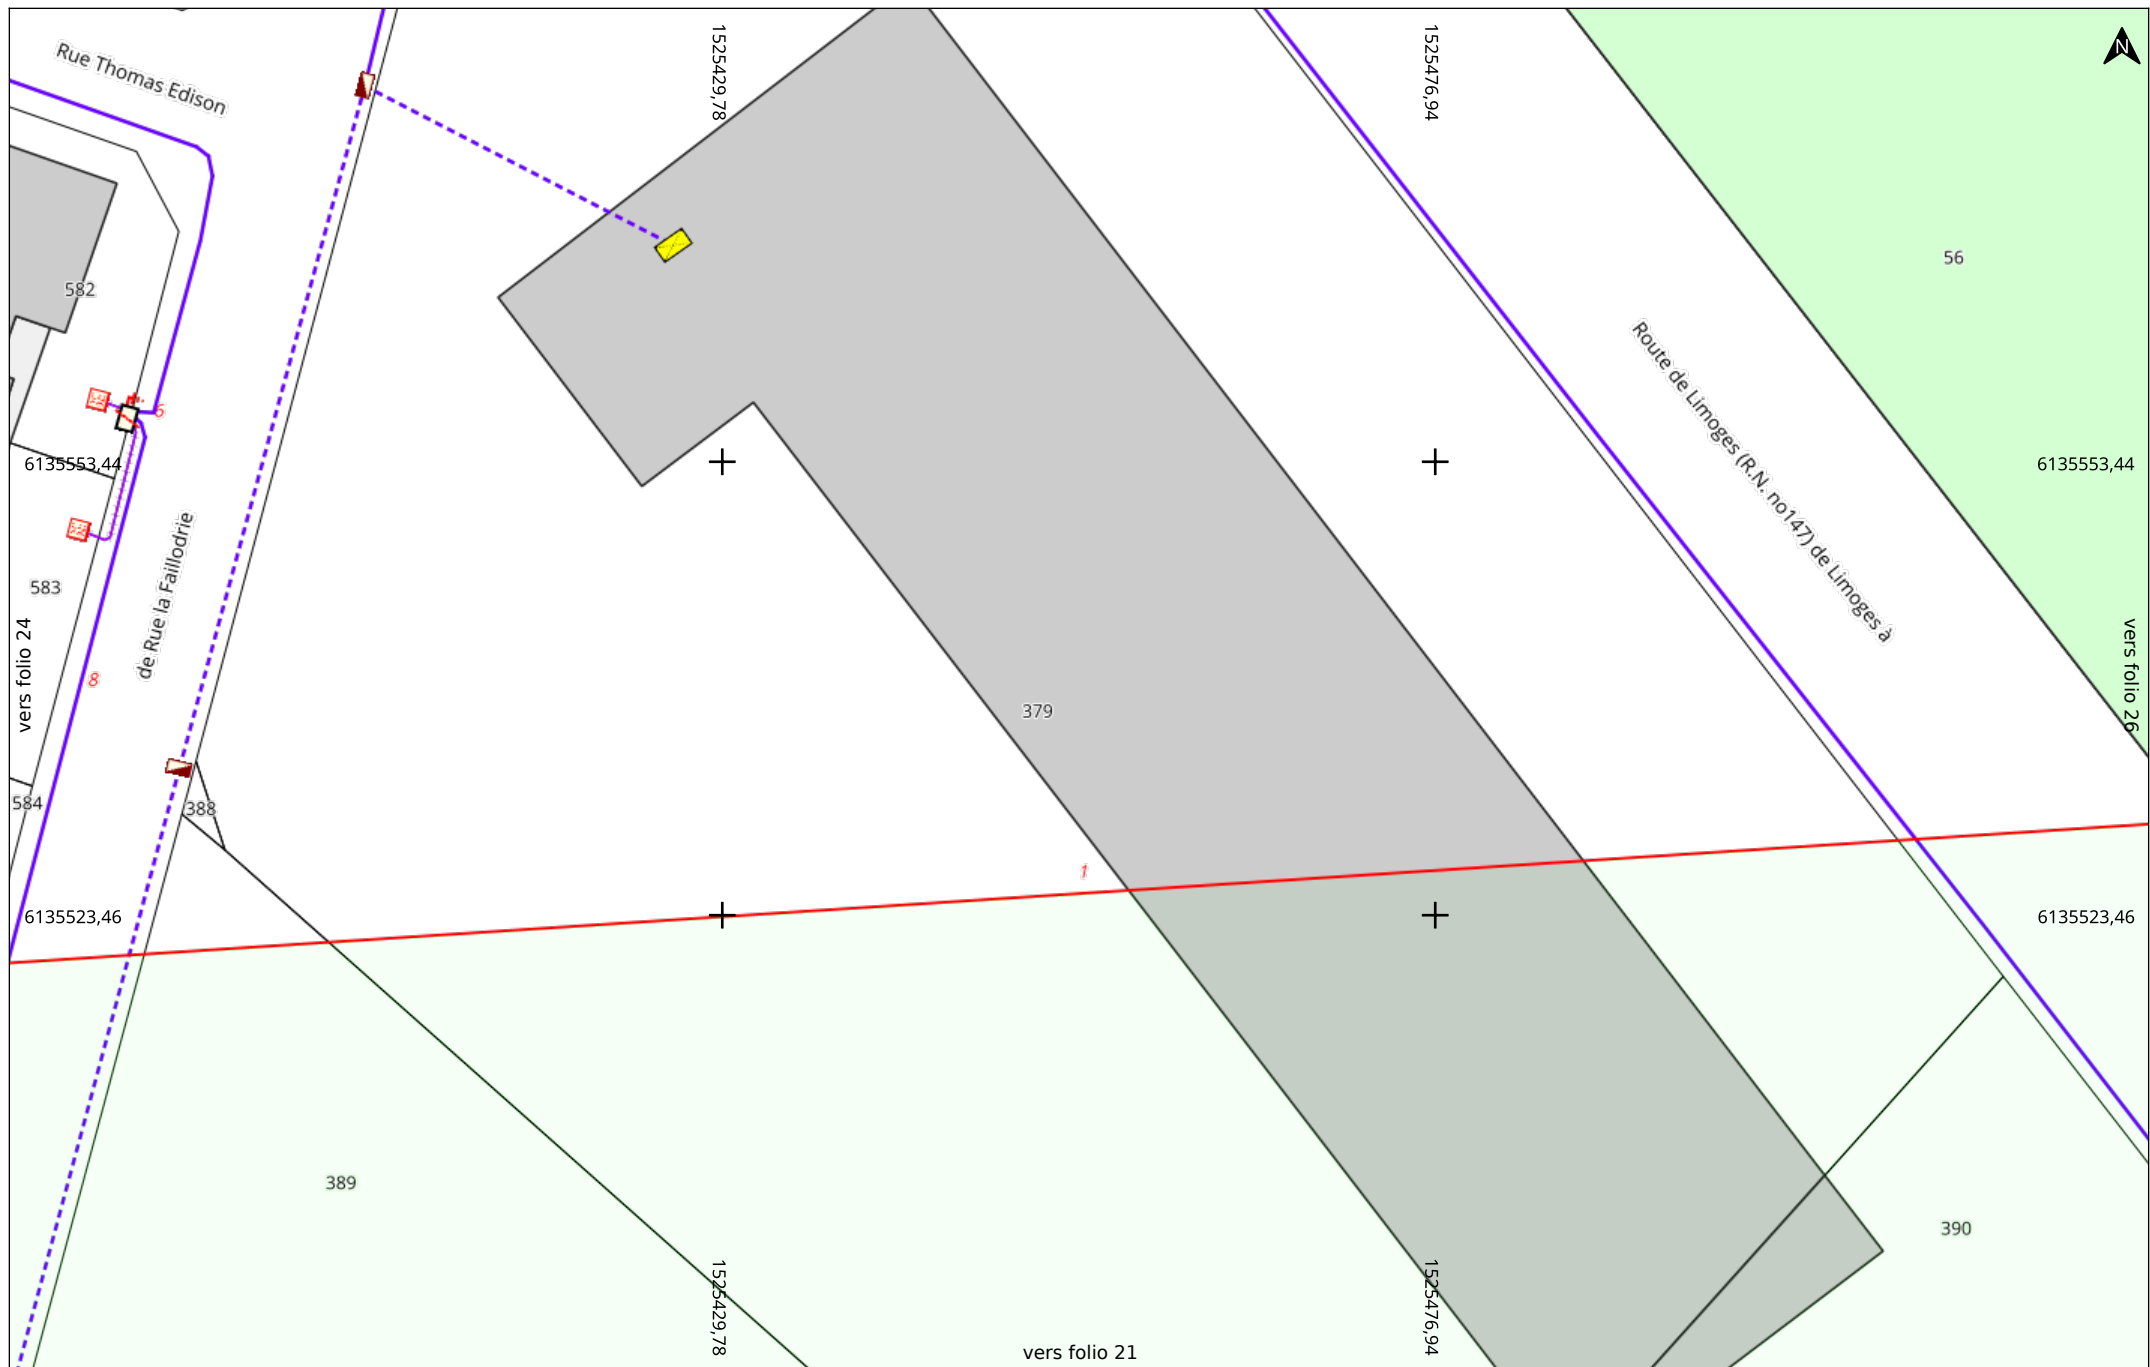 Rue Thomas Edison
1525429,78
1525476,94
N
56
582
6
6135553,44
6135553,44
Route de Limoges (R.N. no147) de Limoges à
583
de Rue la Faillodrie
vers folio 24
vers folio 26
8
379
584
388
1
6135523,46
6135523,46
389
390
1525429,78
1525476,94
vers folio 21